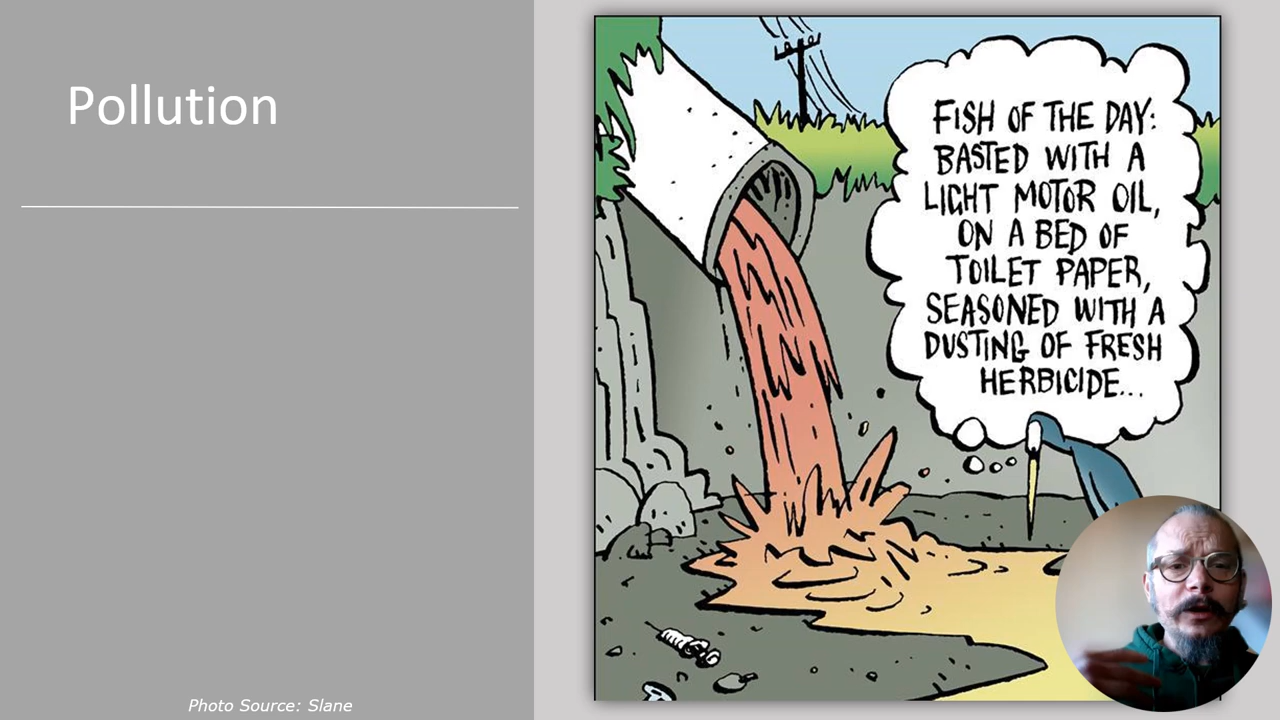 Pollution
FISH OF THE DAY:
BASTED WITH A
LIGHT MOTOR OIL,
ON A BED OF
TOILET PAPER,
SEASONED WITH A
DUSTING OF FRESH
HERBICIDE...
Photo Source: Slane